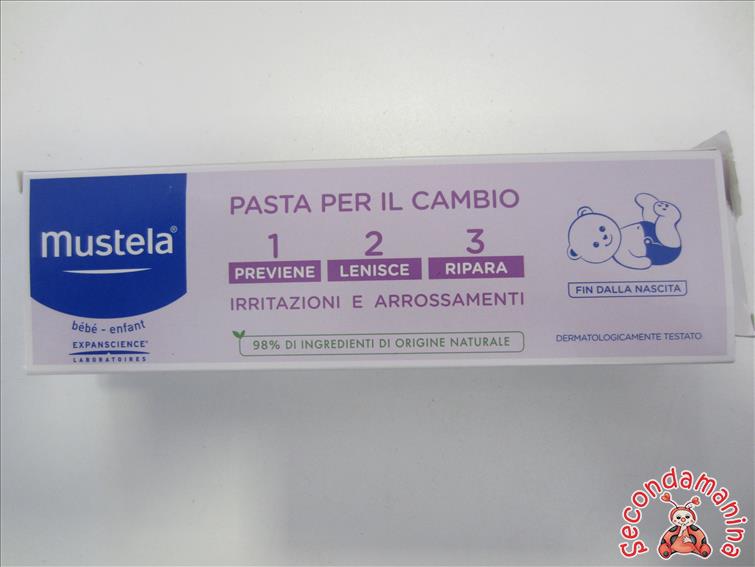 mustela®
bébé - enfant
EXPANSCIENCE®
LABORATOIRES
PASTA PER IL CAMBIO
1 2 3
PREVIENE LENISCE RIPARA
IRRITAZIONI E ARROSSAMENTI
98% DI INGREDIENTI DI ORIGINE NATURALE
FIN DALLA NASCITA
DERMATOLOGICAMENTE TESTATO
Secondamanina